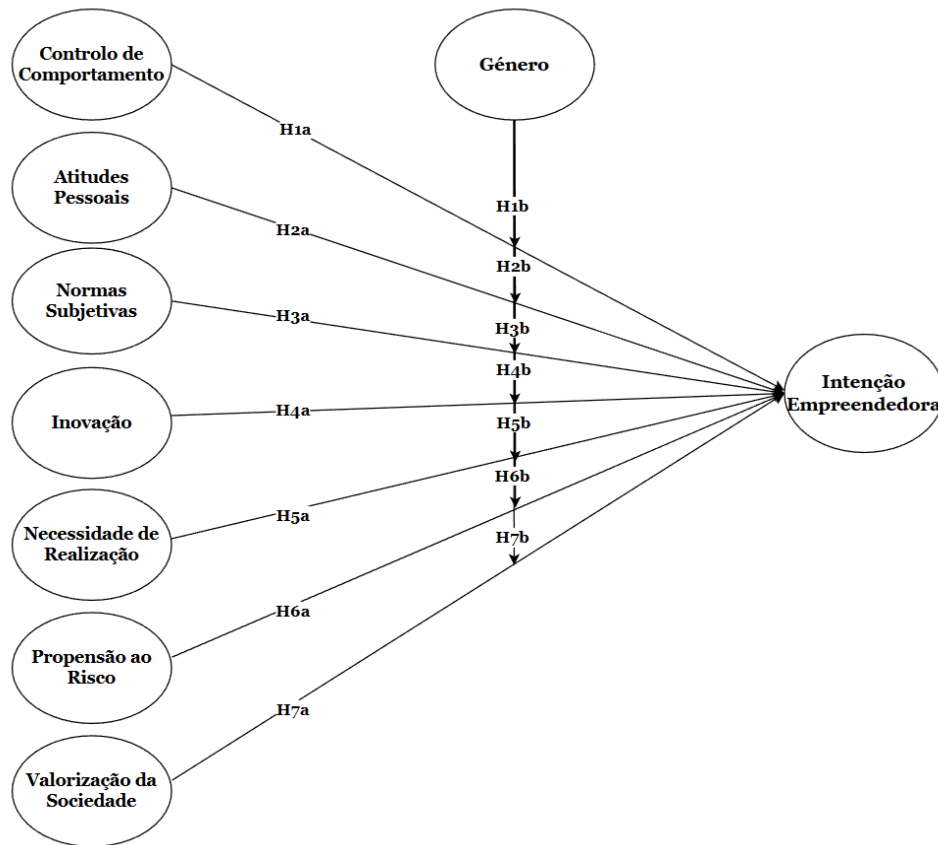 Controlo de
Comportamento
Género
H1a
Atitudes
Pessoais
H1b
H2a
H2b
Normas
Subjetivas
H3a
H3b
H4b
Intenção
Empreendedora
Inovação
H4a
H5b
H6b
Necessidade de
Realização
H5a
H7b
H6a
Propensão ao
Risco
H7a
Valorização da
Sociedade